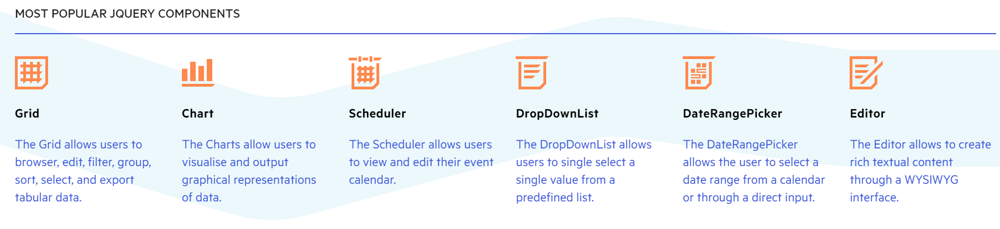 MOST POPULAR JQUERY COMPONENTS
Grid
The Grid allows users to
browser, edit, filter, group,
sort, select, and export
tabular data.
Chart
The Charts allow users to
visualise and output
graphical representations
of data.
Scheduler
The Scheduler allows users
to view and edit their event
calendar.
DropDownList
The DropDownList allows
users to single select a
single value from a
predefined list.
DateRangePicker
The DateRangePicker
allows the user to select a
date range from a calendar
or through a direct input.
Editor
The Editor allows to create
rich textual content
through a WYSIWYG
interface.